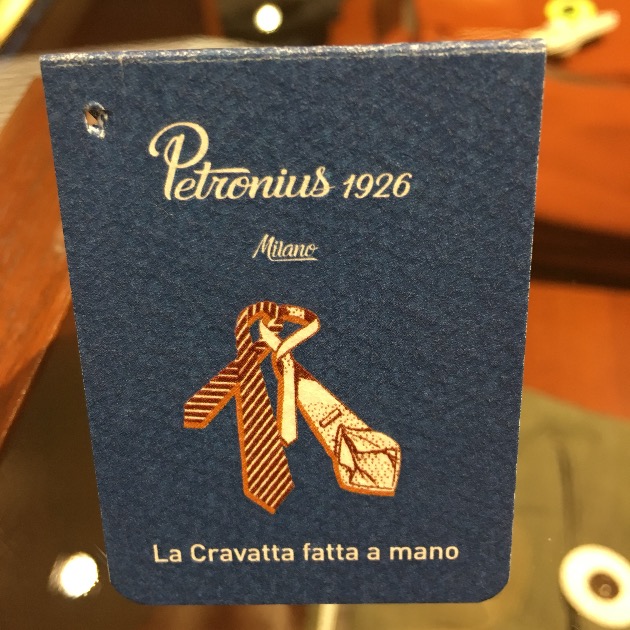 Petronius 1926
Milano
La Cravatta fatta a mano